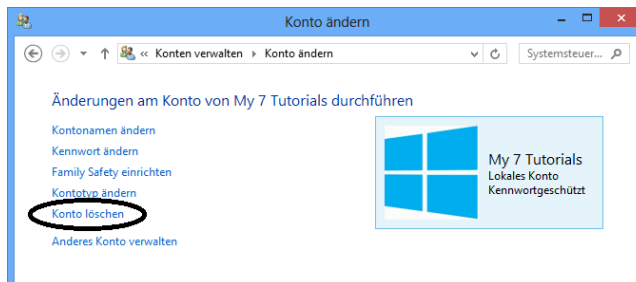 Konto ändern
« Konten verwalten ▸ Konto ändern
Systemsteuer...
Änderungen am Konto von My 7 Tutorials durchführen
Kontonamen ändern
Kennwort ändern
Family Safety einrichten
Kontotyp ändern
Konto löschen
Anderes Konto verwalten
My 7 Tutorials
Lokales Konto
Kennwortgeschützt